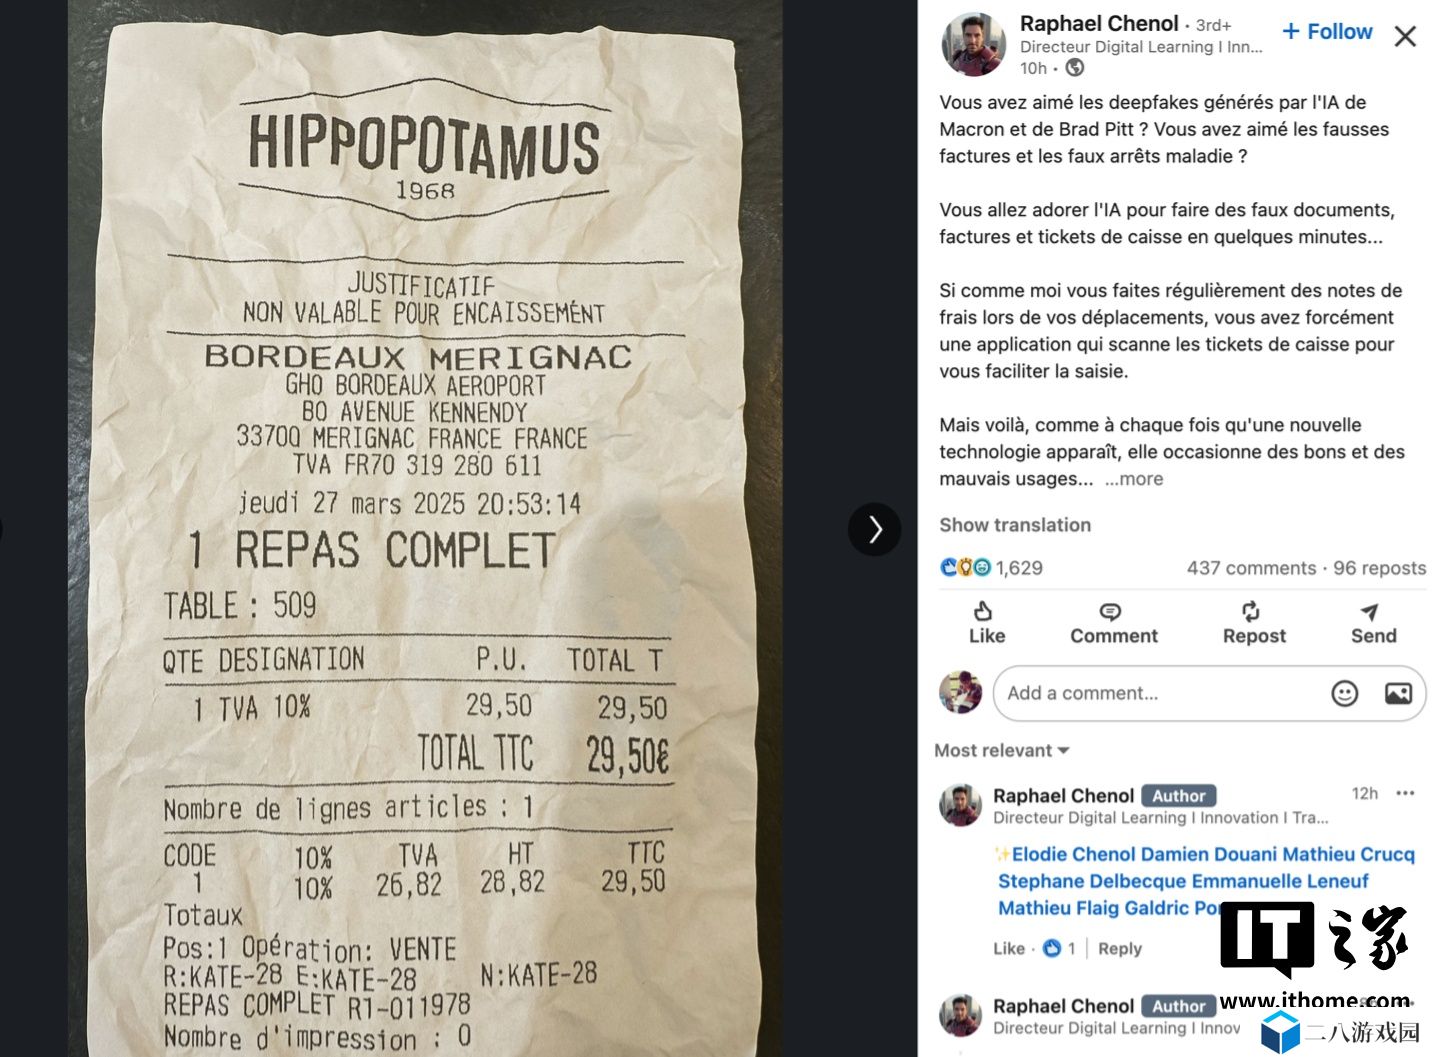 HIPPOPOTAMUS
1968
JUSTIFICATIF
NON VALABLE POUR ENCAISSEMÉNT
BORDEAUX MERIGNAC
GHO BORDEAUX AEROPORT
BO AVENUE KENNENDY
33700 MERIGNAC FRANCE FRANCE
TVA FR70 319 280 611
jeudi 27 mars 2025 20:53:14
1 REPAS COMPLET
TABLE : 509
QTE DESIGNATION P.U. TOTAL T
1 TVA 10% 29,50 29,50
TOTAL TTC 29,50€
Nombre de lignes articles : 1
CODE 10% TVA HT TTC
1 10% 26,82 28,82 29,50
Totaux
Pos:1 Opération: VENTE
R:KATE-28 E:KATE-28 N:KATE-28
REPAS COMPLET R1-011978
Nombre d'impression : 0
Raphael Chenol · 3rd+
+ Follow
Directeur Digital Learning I Inn...
10h ·
Vous avez aimé les deepfakes générés par l'IA de
Macron et de Brad Pitt ? Vous avez aimé les fausses
factures et les faux arrêts maladie ?
Vous allez adorer l'IA pour faire des faux documents,
factures et tickets de caisse en quelques minutes...
Si comme moi vous faites régulièrement des notes de
frais lors de vos déplacements, vous avez forcément
une application qui scanne les tickets de caisse pour
vous faciliter la saisie.
Mais voilà, comme à chaque fois qu'une nouvelle
technologie apparaît, elle occasionne des bons et des
mauvais usages... ...more
Show translation
1,629 437 comments · 96 reposts
Like Comment Repost Send
Add a comment...
Most relevant
Raphael Chenol Author 12h
Directeur Digital Learning I Innovation I Tra...
Elodie Chenol Damien Douani Mathieu Crucq
Stephane Delbecque Emmanuelle Leneuf
Mathieu Flaig Galdric
Like · 1 | Reply
IT之家
www.ithome.com
Raphael Chenol Author
Directeur Digital Learning I Innov
二八游戏园